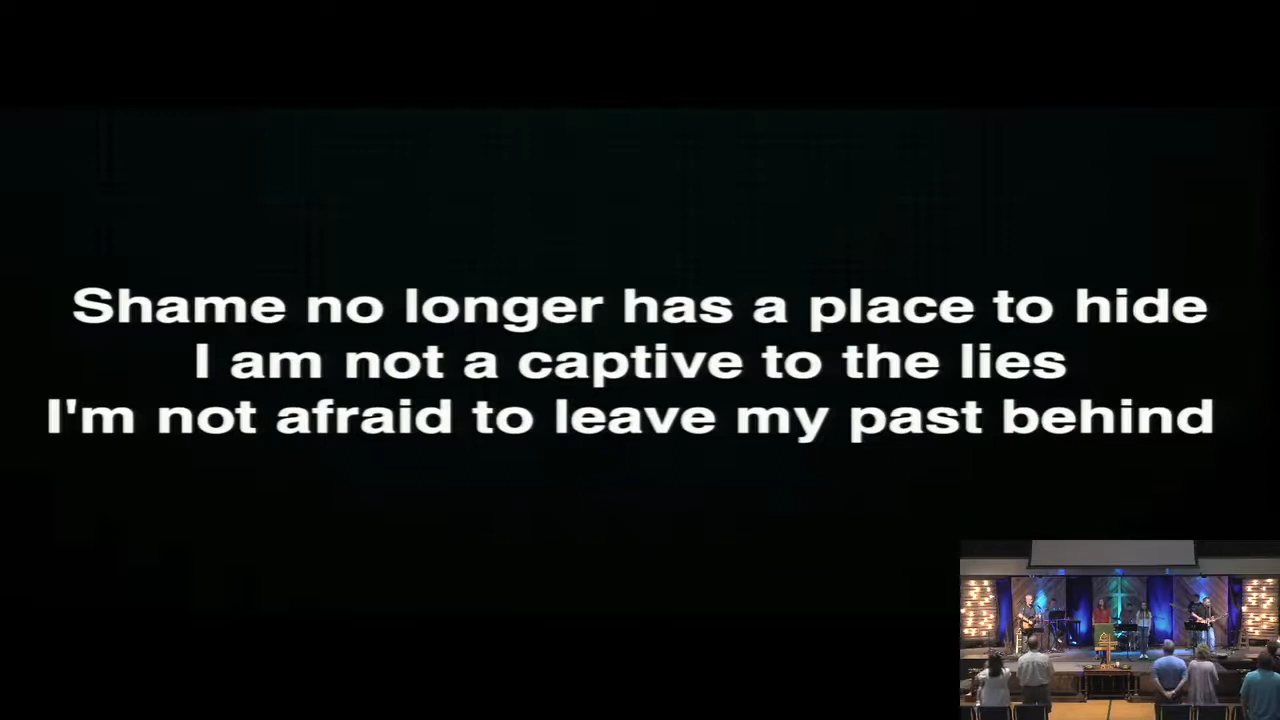 Shame no longer has a place to hide
I am not a captive to the lies
I'm not afraid to leave my past behind